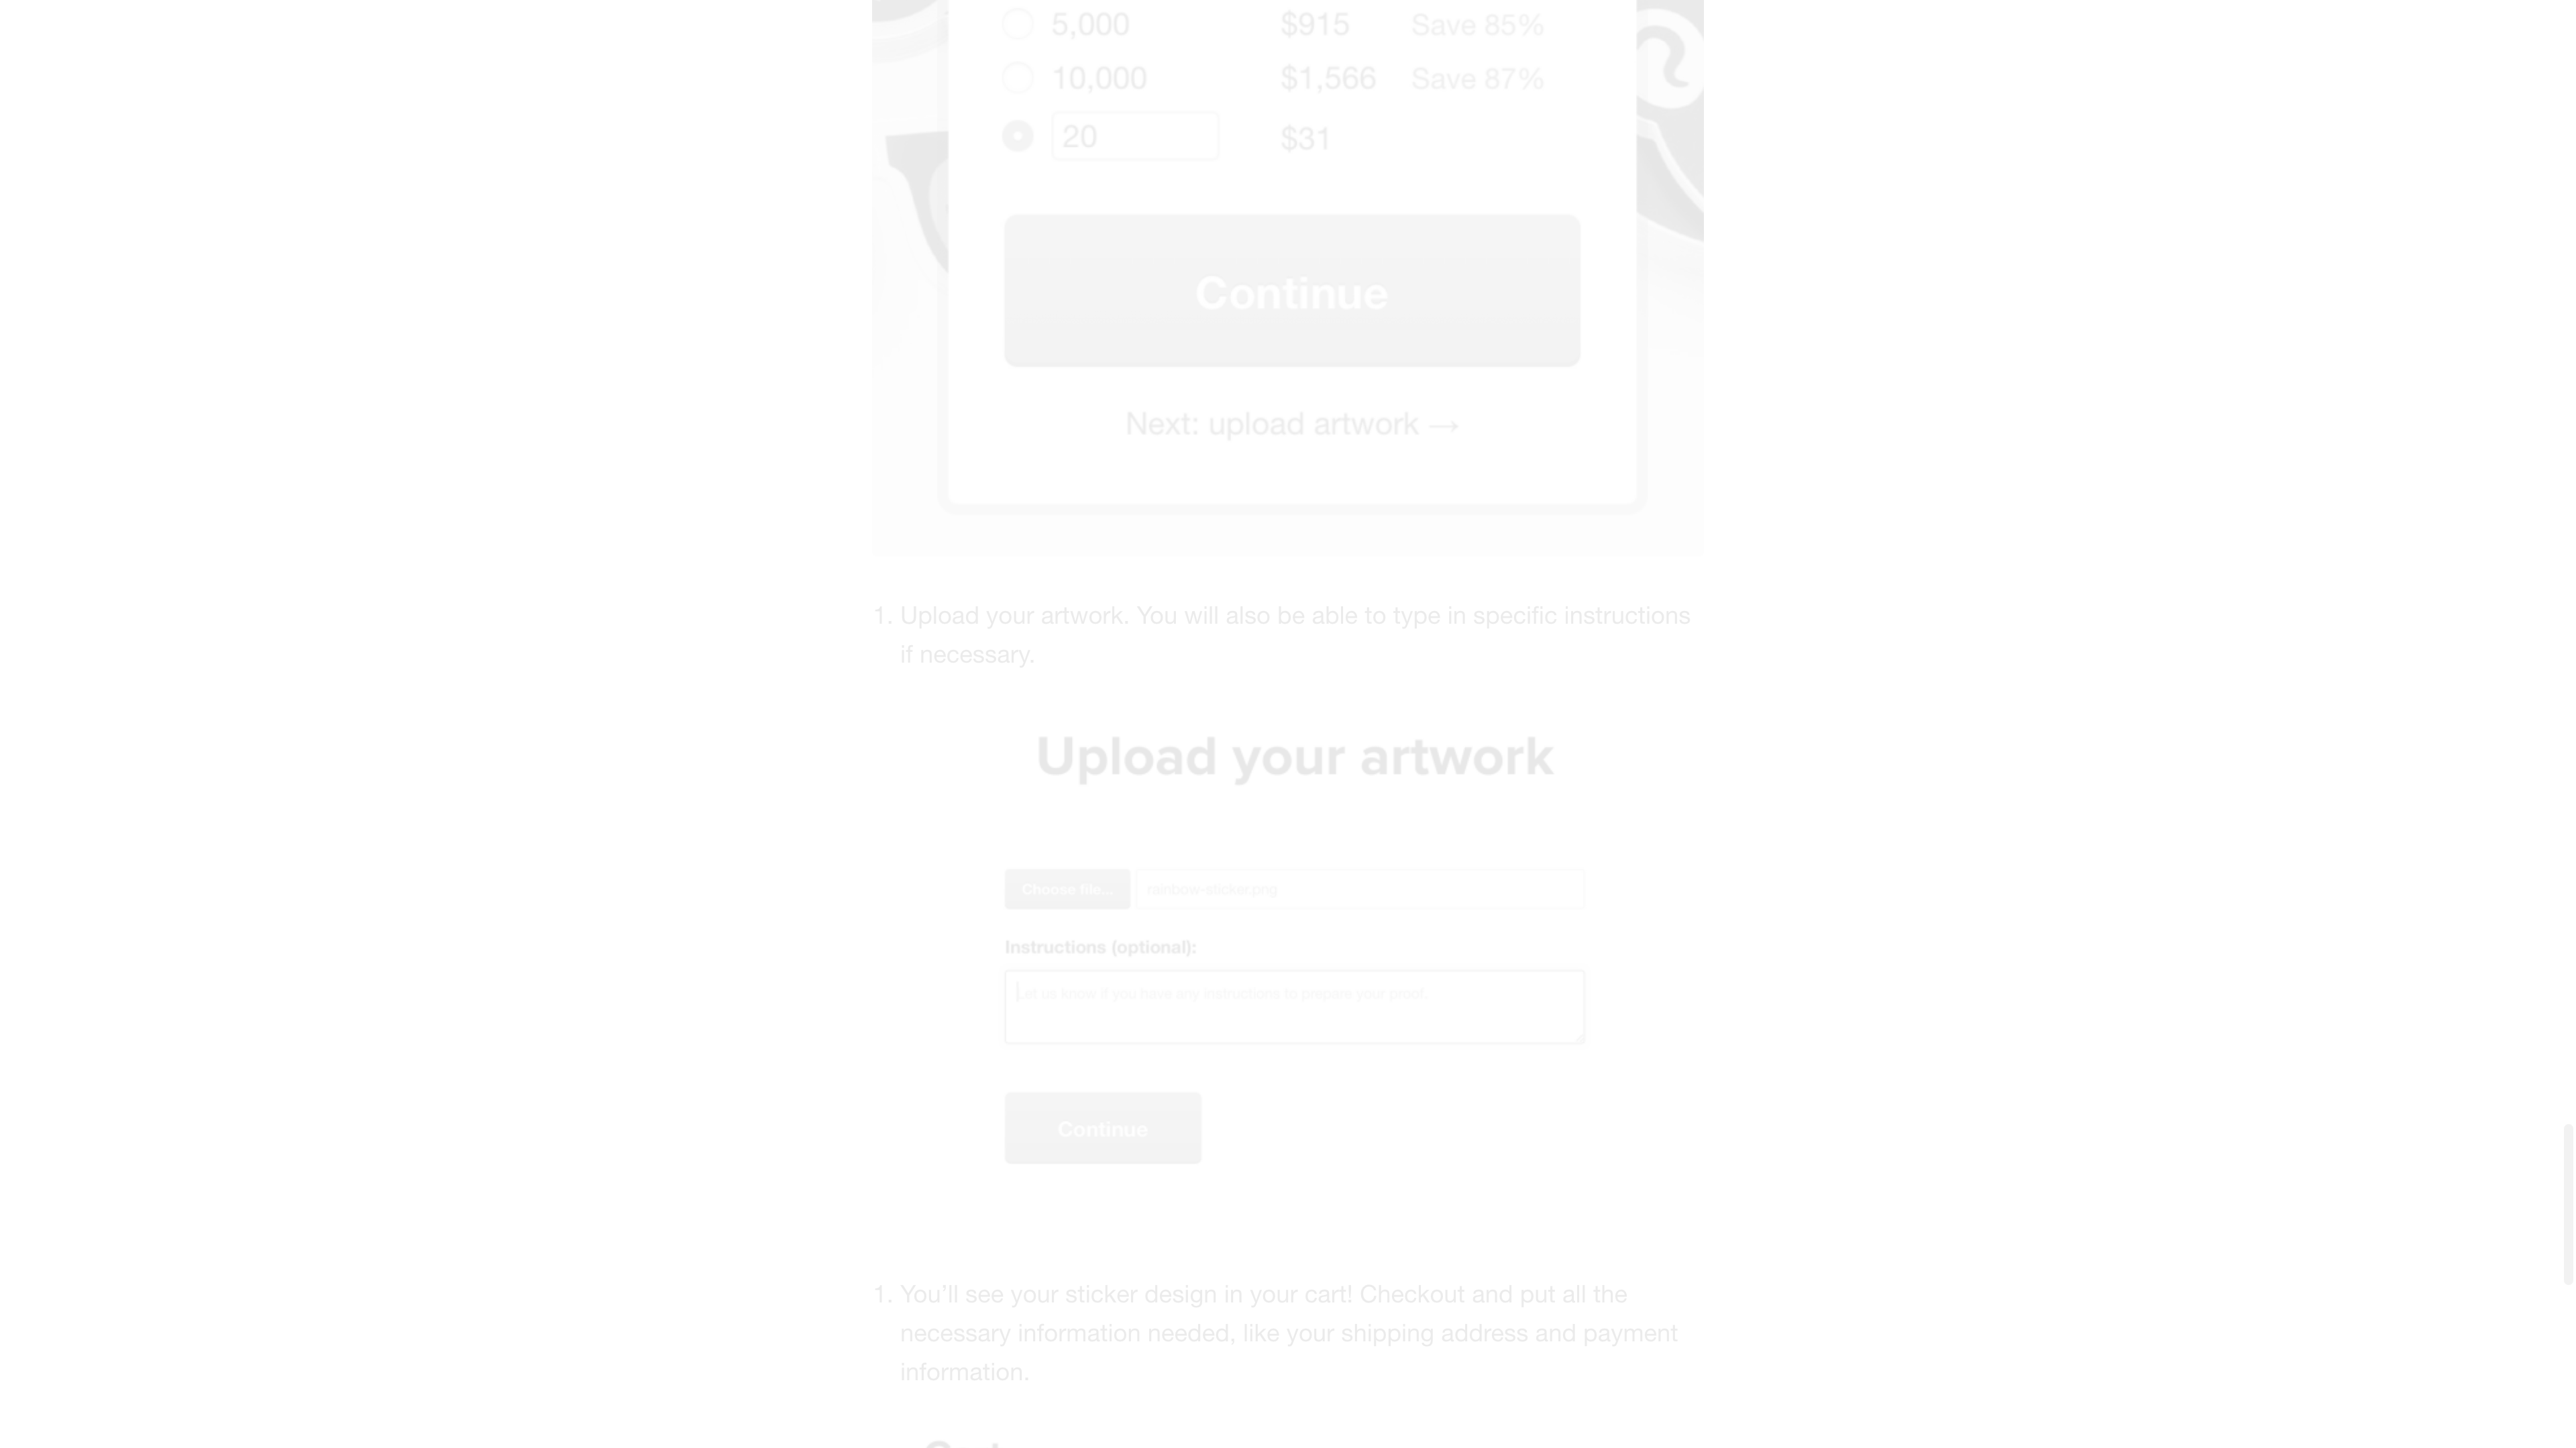 5,000 $915 Save 85%
10,000 $1,566 Save 87%
20 $31
Continue
Next: upload artwork →
1. Upload your artwork. You will also be able to type in specific instructions
if necessary.
Upload your artwork
Choose file...  rainbow-sticker.png
Instructions (optional):
Let us know if you have any instructions to prepare your proof.
Continue
1. You’ll see your sticker design in your cart! Checkout and put all the
necessary information needed, like your shipping address and payment
information.